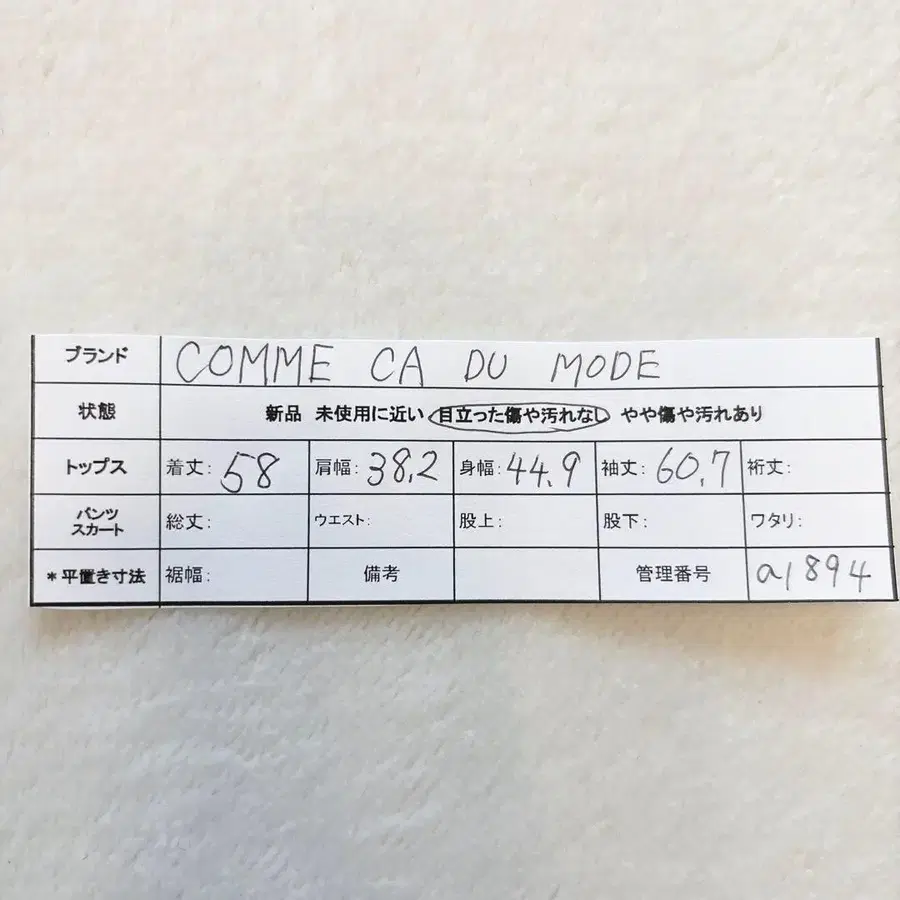 ブランド COMME CA DU MODE
状態 新品 未使用に近い 目立った傷や汚れなし やや傷や汚れあり
トップス 着丈: 58 肩幅: 38,2 身幅: 44.9 袖丈: 60.7 裄丈:
パンツ
スカート 総丈: ウエスト: 股上: 股下: ワタリ:
*平置き寸法 裾幅: 備考 管理番号 a1894